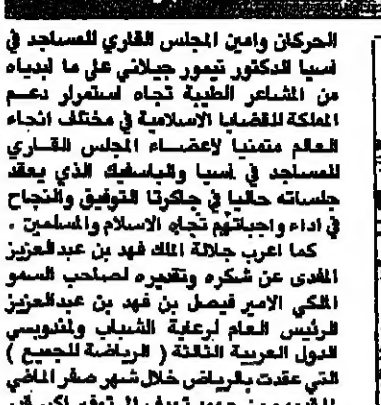 الحركان وامين المجلس القاري للمساجد في
اسيا الدكتور تيمور جيلاني على ما ابدياه
من المشاعر الطيبة تجاه استمرار دعم
المملكة للقضايا الاسلامية في مختلف انحاء
العالم متمنيا لاعضاء المجلس القاري
للمساجد في اسيا والباسفيك الذي يعقد
جلساته حاليا في جاكرتا التوفيق والنجاح
في اداء واجباتهم تجاه الاسلام والمسلمين .
كما اعرب جلالة الملك فهد بن عبدالعزيز
المفدى عن شكره وتقديره لصاحب السمو
الملكي الامير فيصل بن فهد بن عبدالعزيز
الرئيس العام لرعاية الشباب ولمندوبسي
الدول العربية الثالثة ( الرياضة للجميع )
التي عقدت بالرياض خلال شهر صفر الماضي